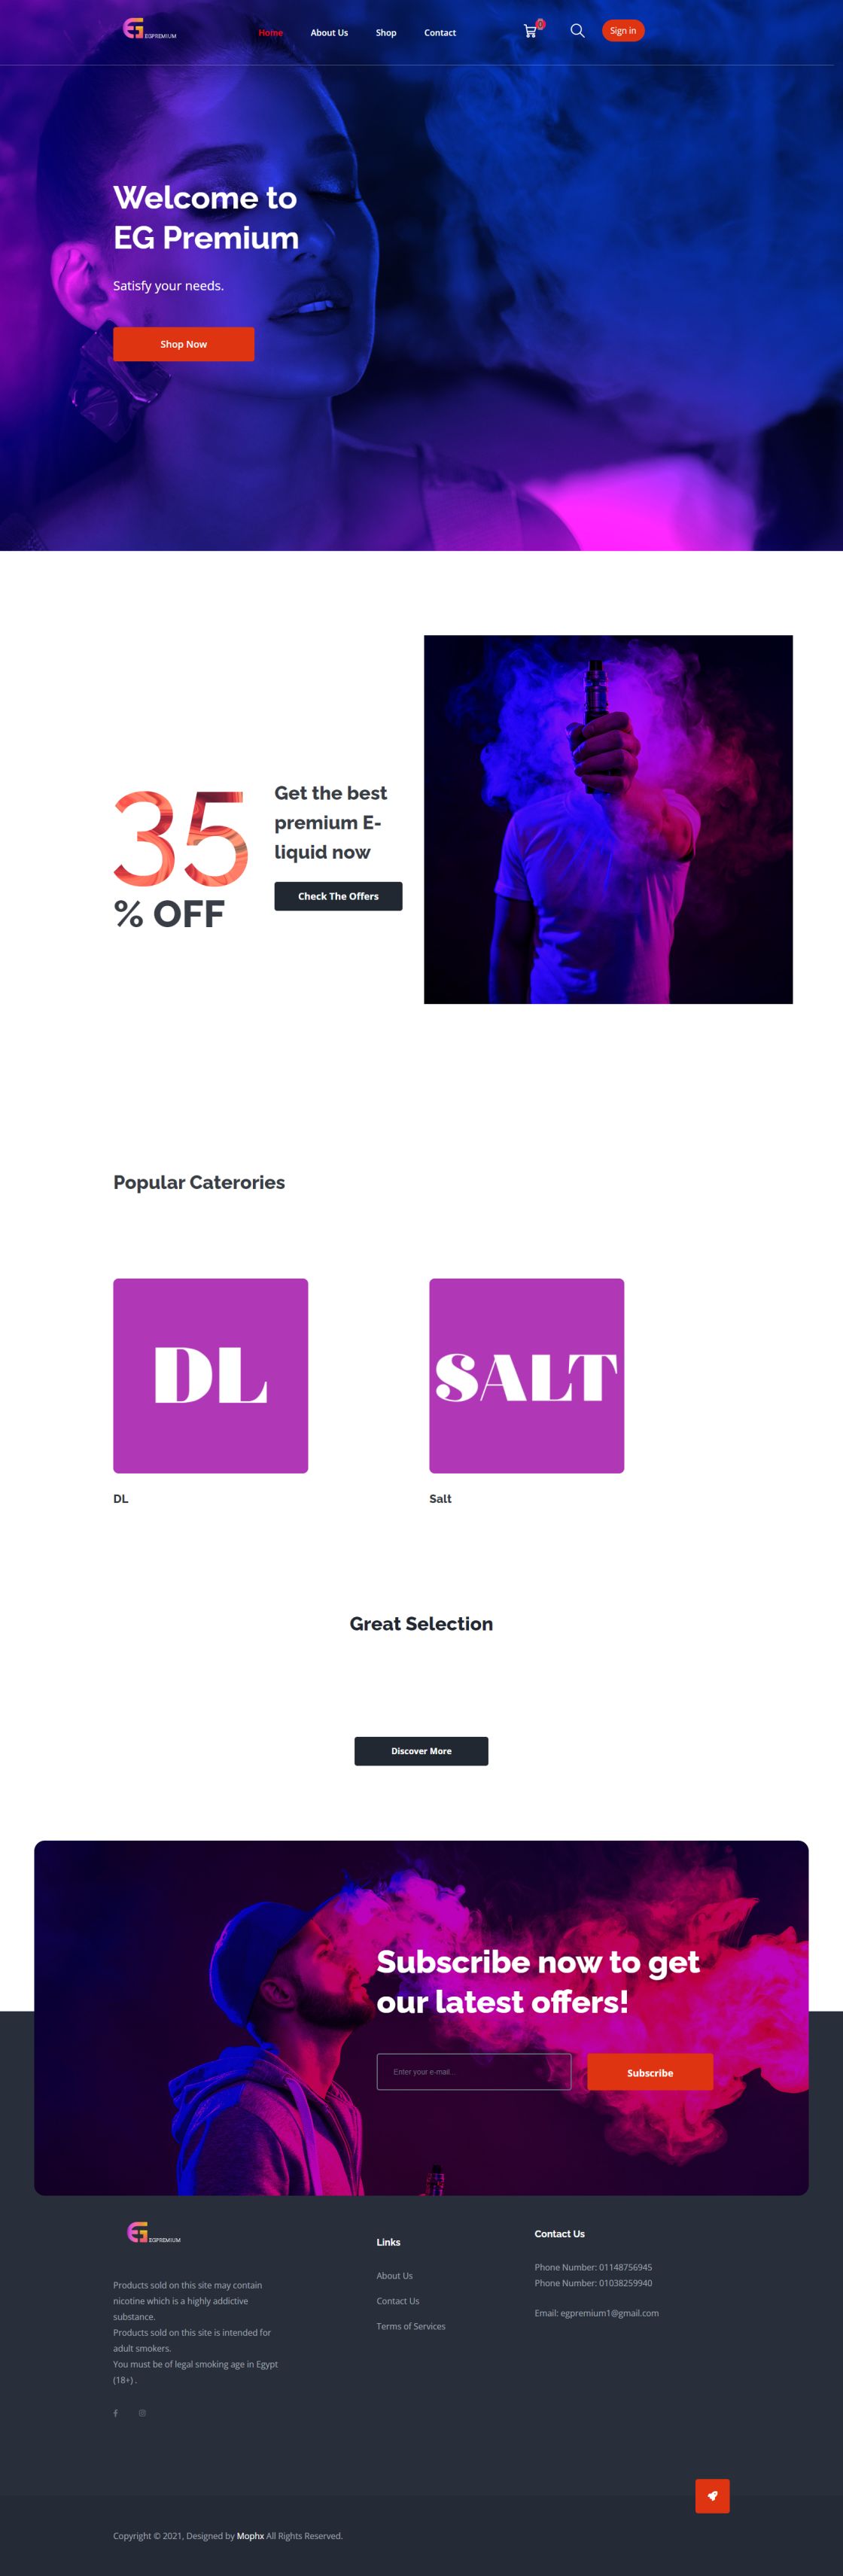 EGPREMIUM
Home
About Us
Shop
Contact
0
Sign in
Welcome to
EG Premium
Satisfy your needs.
Shop Now
35
% OFF
Get the best
premium E-
liquid now
Check The Offers
Popular Caterories
DL
SALT
DL
Salt
Great Selection
Discover More
Subscribe now to get
our latest offers!
Enter your e-mail...
Subscribe
EGPREMIUM
Products sold on this site may contain
nicotine which is a highly addictive
substance.
Products sold on this site is intended for
adult smokers.
You must be of legal smoking age in Egypt
(18+) .
Links
About Us
Contact Us
Terms of Services
Contact Us
Phone Number: 01148756945
Phone Number: 01038259940
Email: egpremium1@gmail.com
Copyright © 2021, Designed by Mophx All Rights Reserved.